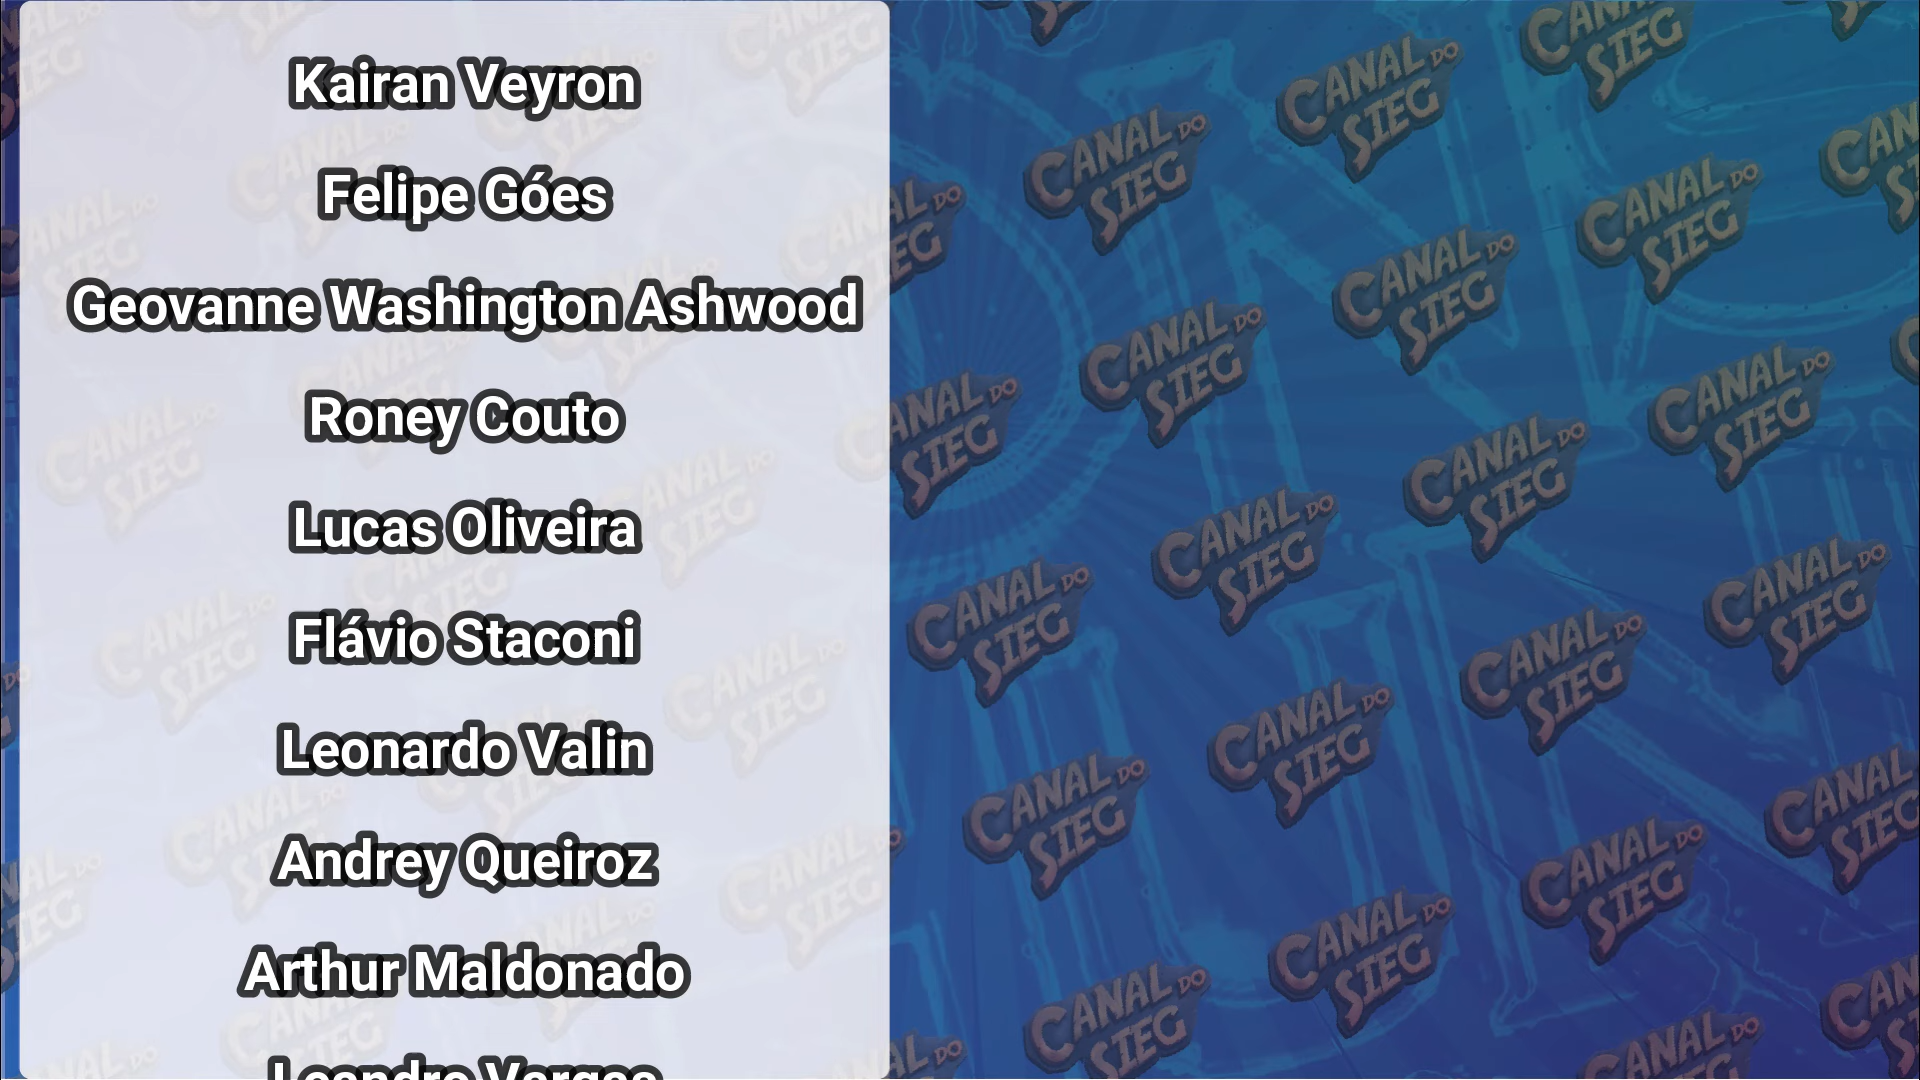 Kairan Veyron
Felipe Góes
Geovanne Washington Ashwood
Roney Couto
Lucas Oliveira
Flávio Staconi
Leonardo Valin
Andrey Queiroz
Arthur Maldonado
CANAL DO
SIEG